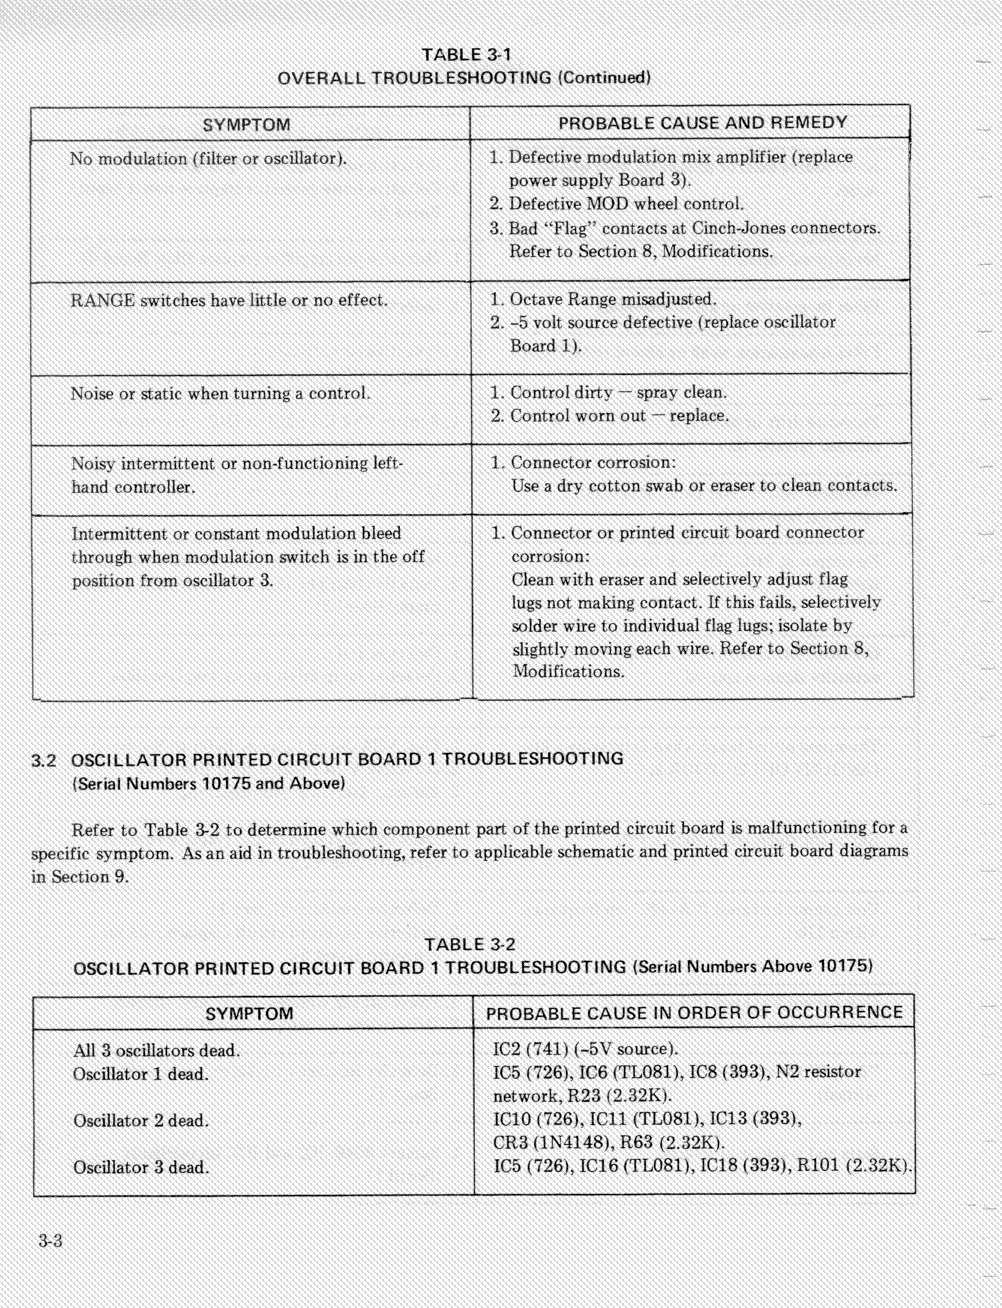 TABLE 3-1
OVERALL TROUBLESHOOTING (Continued)
SYMPTOM
PROBABLE CAUSE AND REMEDY
No modulation (filter or oscillator).
1. Defective modulation mix amplifier (replace
power supply Board 3).
2. Defective MOD wheel control.
3. Bad “Flag” contacts at Cinch-Jones connectors.
Refer to Section 8, Modifications.
RANGE switches have little or no effect.
1. Octave Range misadjusted.
2. –5 volt source defective (replace oscillator
Board 1).
Noise or static when turning a control.
1. Control dirty — spray clean.
2. Control worn out — replace.
Noisy intermittent or non-functioning left-
hand controller.
1. Connector corrosion:
Use a dry cotton swab or eraser to clean contacts.
Intermittent or constant modulation bleed
through when modulation switch is in the off
position from oscillator 3.
1. Connector or printed circuit board connector
corrosion:
Clean with eraser and selectively adjust flag
lugs not making contact. If this fails, selectively
solder wire to individual flag lugs; isolate by
slightly moving each wire. Refer to Section 8,
Modifications.
3.2 OSCILLATOR PRINTED CIRCUIT BOARD 1 TROUBLESHOOTING
(Serial Numbers 10175 and Above)
Refer to Table 3-2 to determine which component part of the printed circuit board is malfunctioning for a
specific symptom. As an aid in troubleshooting, refer to applicable schematic and printed circuit board diagrams
in Section 9.
TABLE 3-2
OSCILLATOR PRINTED CIRCUIT BOARD 1 TROUBLESHOOTING (Serial Numbers Above 10175)
SYMPTOM
PROBABLE CAUSE IN ORDER OF OCCURRENCE
All 3 oscillators dead.
IC2 (741) (–5V source).
Oscillator 1 dead.
IC5 (726), IC6 (TL081), IC8 (393), N2 resistor
network, R23 (2.32K).
Oscillator 2 dead.
IC10 (726), IC11 (TL081), IC13 (393),
CR3 (1N4148), R63 (2.32K).
Oscillator 3 dead.
IC5 (726), IC16 (TL081), IC18 (393), R101 (2.32K).
3-3